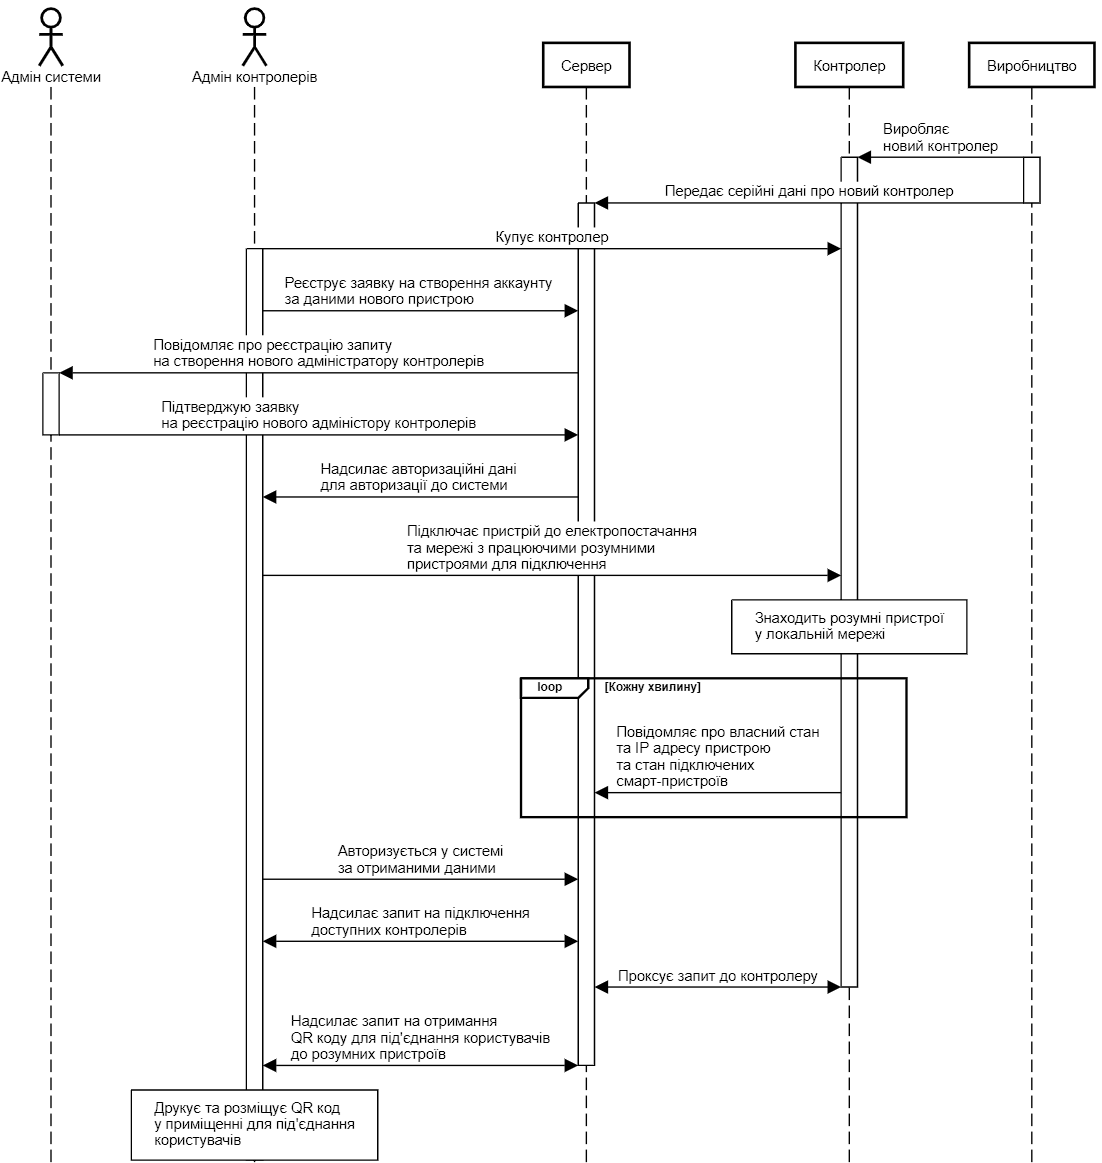 Адмін системи
Адмін контролерів
Сервер
Контролер
Виробництво
Виробляє
новий контролер
Передає серійні дані про новий контролер
Купує контролер
Реєструє заявку на створення аккаунту
за даними нового пристрою
Повідомляє про реєстрацію запиту
на створення нового адміністратору контролерів
Підтверджую заявку
на реєстрацію нового адміністору контролерів
Надсилає авторизаційні дані
для авторизації до системи
Підключає пристрій до електропостачання
та мережі з працюючими розумними
пристроями для підключення
Знаходить розумні пристрої
у локальній мережі
loop [Кожну хвилину]
Повідомляє про власний стан
та IP адресу пристрою
та стан підключених
смарт-пристроїв
Авторизується у системі
за отриманими даними
Надсилає запит на підключення
доступних контролерів
Проксує запит до контролеру
Надсилає запит на отримання
QR коду для під'єднання користувачів
до розумних пристроїв
Друкує та розміщує QR код
у приміщенні для під'єднання
користувачів